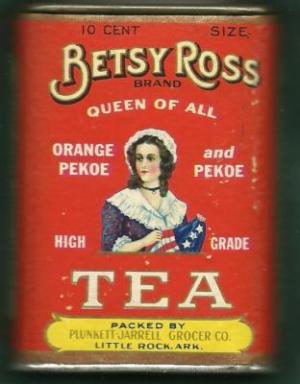 10 CENT SIZE
BETSY ROSS
BRAND
QUEEN OF ALL
ORANGE and
PEKOE PEKOE
HIGH GRADE
TEA
PACKED BY
PLUNKETT-JARRELL GROCER CO.
LITTLE ROCK, ARK.